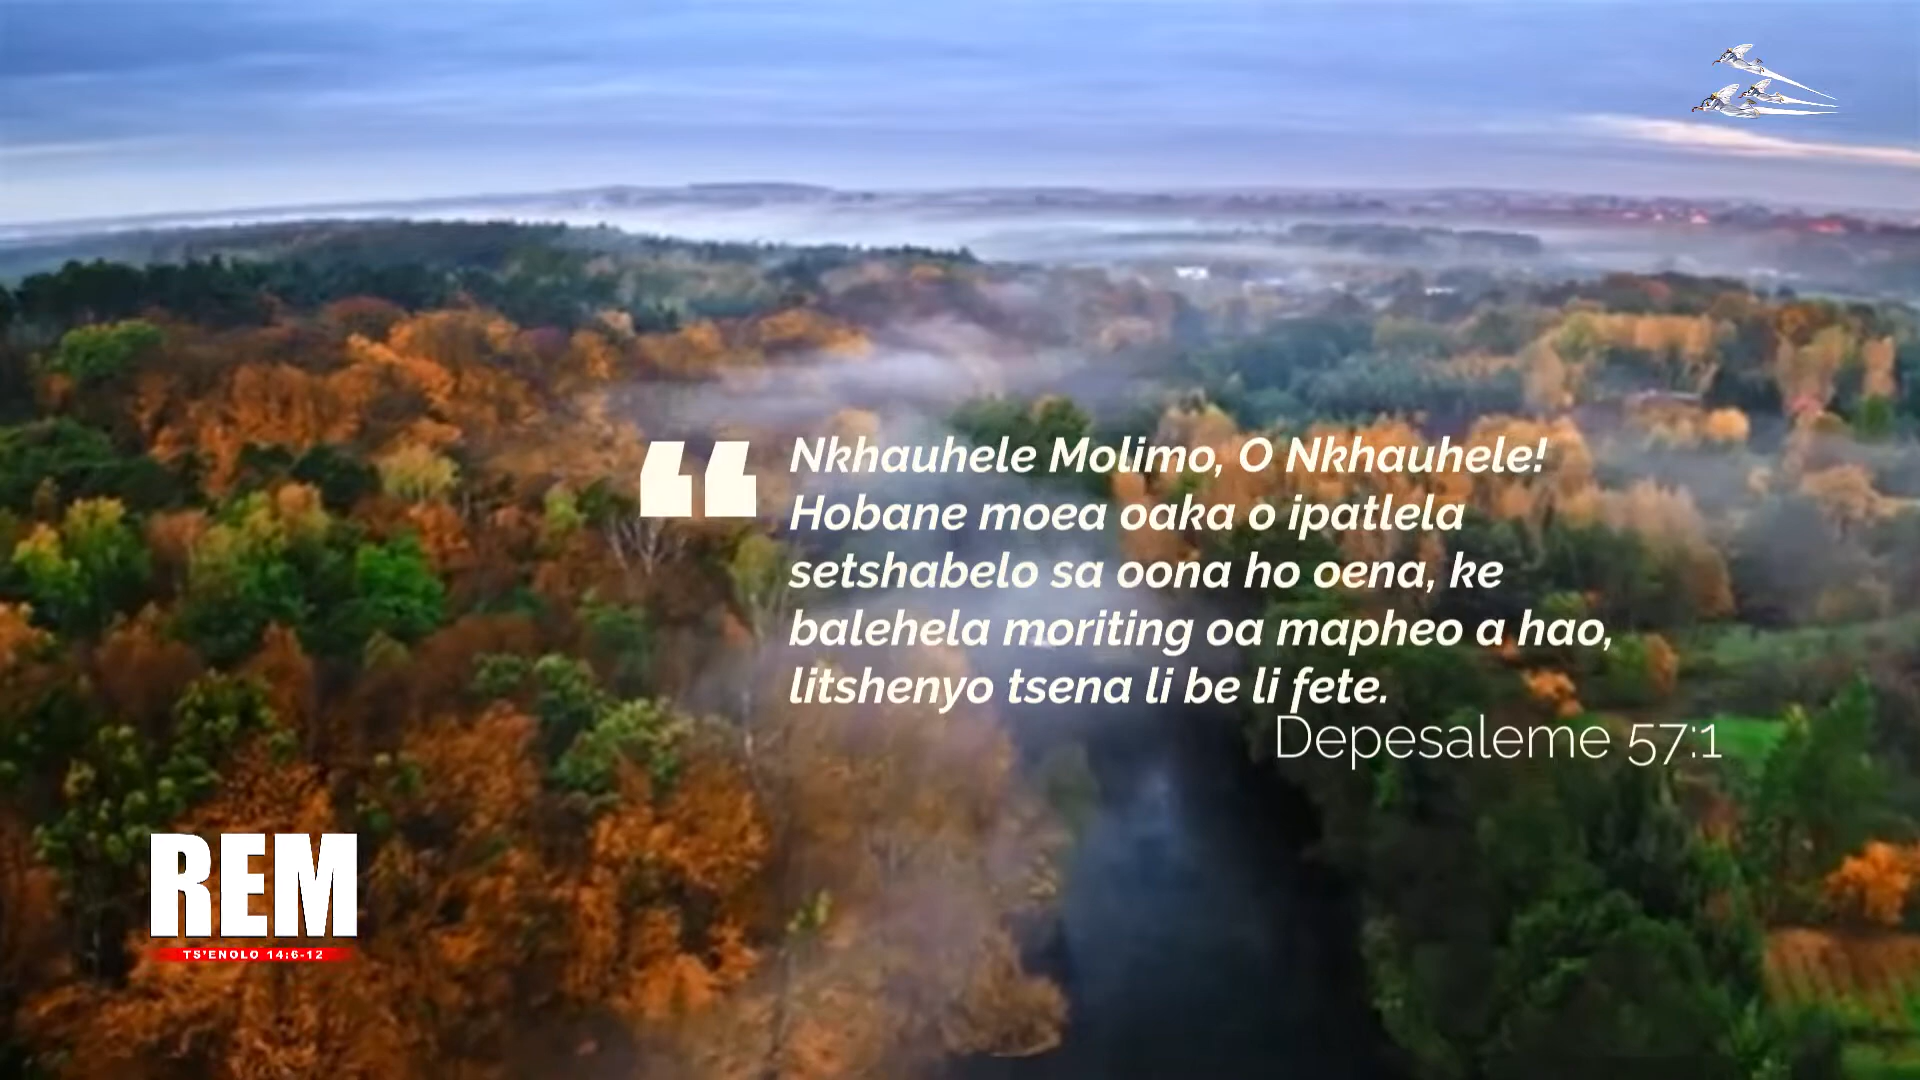 Nkhauhele Molimo, O Nkhauhele!
Hobane moea oaka o ipatlela
setshabelo sa oona ho oena, ke
balehela moriting oa mapheo a hao,
litshenyo tsena li be li fete.
Depesaleme 57:1
REM
TS'ENOLO 14:6-12